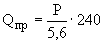 Qпр = P/5,6 · 240